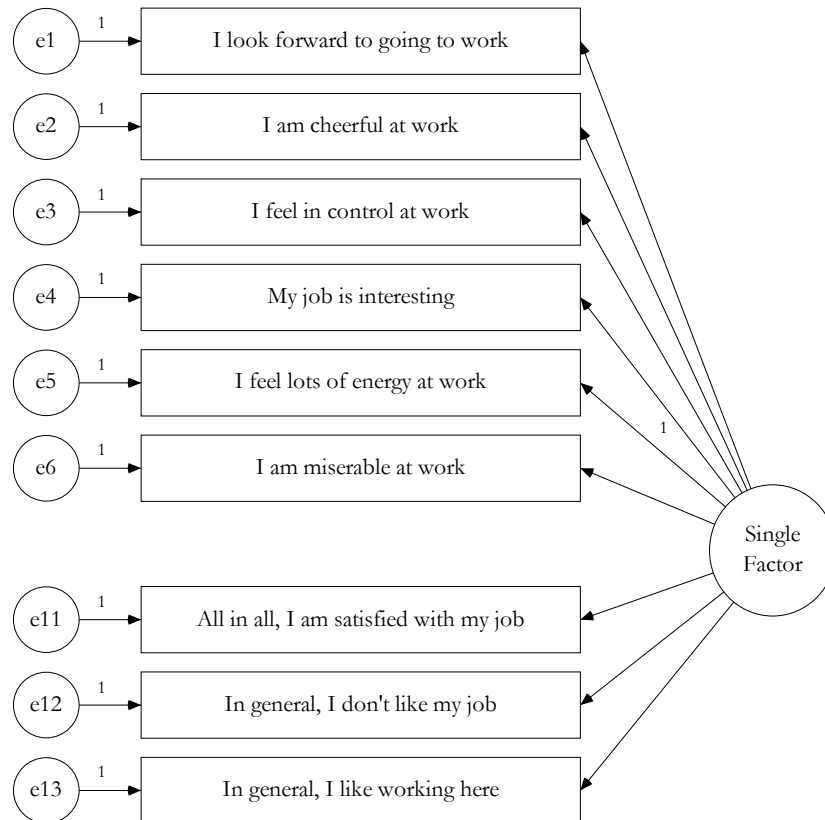 1
e1
I look forward to going to work
1
e2
I am cheerful at work
1
e3
I feel in control at work
1
e4
My job is interesting
1
e5
I feel lots of energy at work
1
1
e6
I am miserable at work
Single
Factor
1
e11
All in all, I am satisfied with my job
1
e12
In general, I don't like my job
1
e13
In general, I like working here